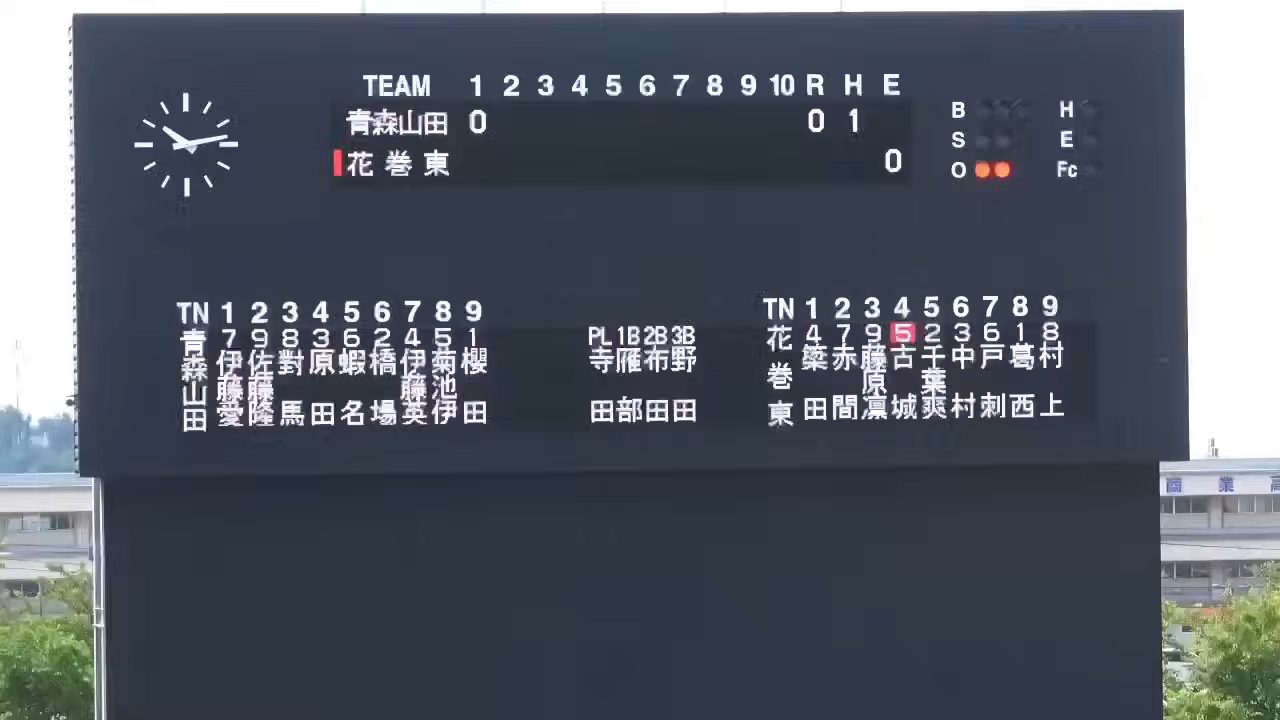 TEAM 1 2 3 4 5 6 7 8 9 10 R H E
青森山田 0 0 1
花巻東 0
B H
S E
O Fc
TN 1 2 3 4 5 6 7 8 9
青森山田 7 9 8 3 6 2 4 5 1
伊藤愛 佐藤隆 對馬 原田 蝦名 橋場 伊藤英 菊池伊 櫻田
PL 1B 2B 3B
寺田 雁部 布田 野田
TN 1 2 3 4 5 6 7 8 9
花巻東 4 7 9 5 2 3 6 1 8
簗田 赤間 藤原凛 古城 千葉爽 中村 戸刺 葛西 村上
商業高